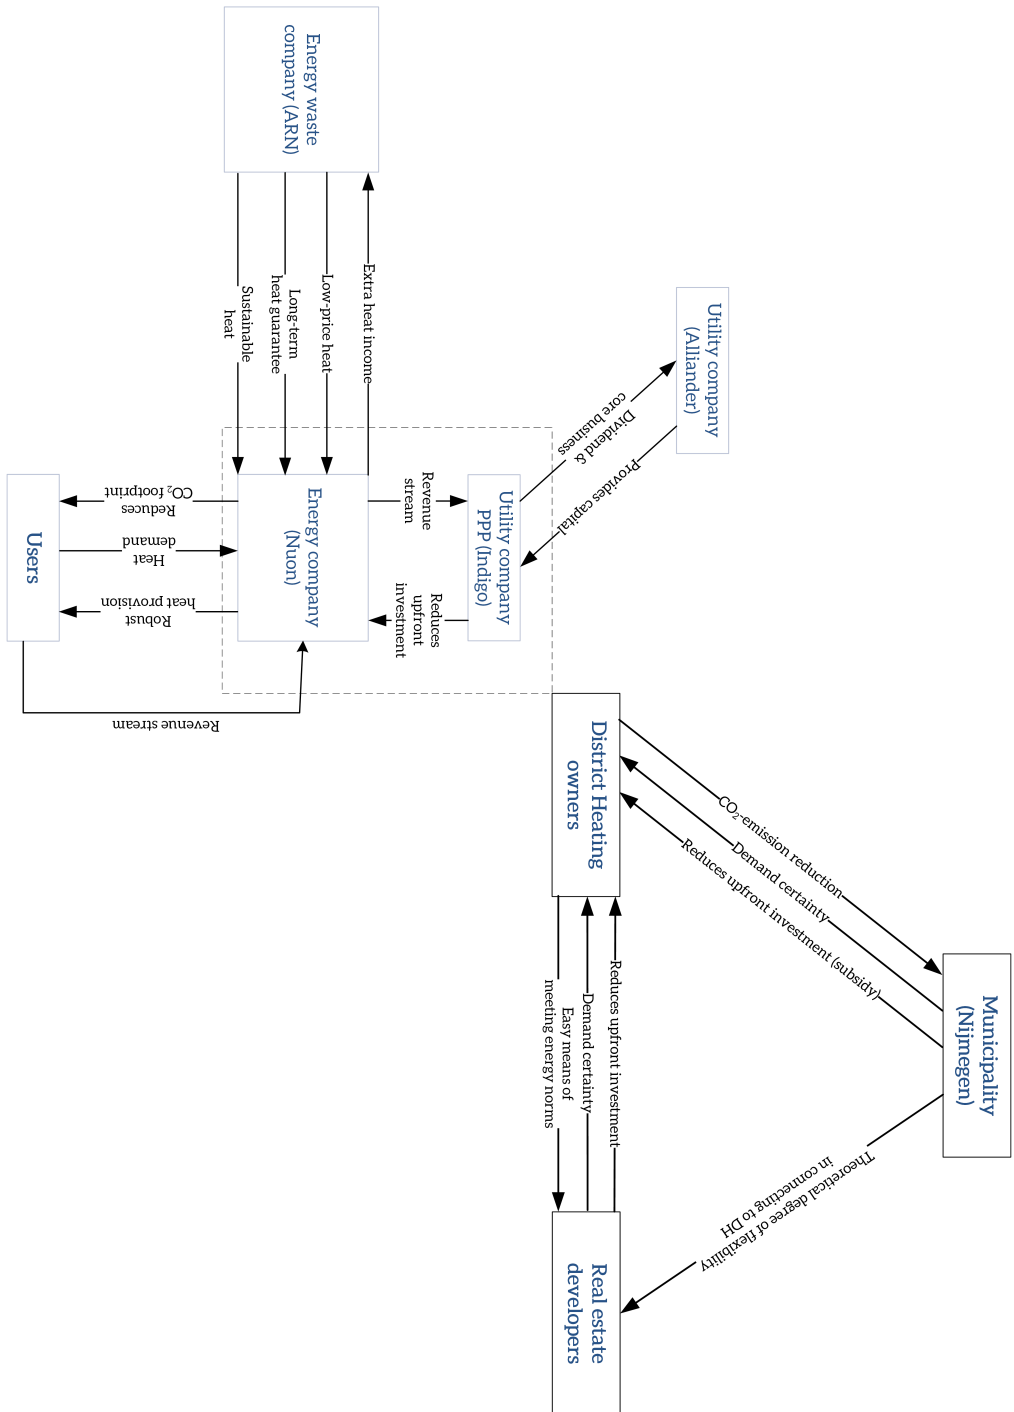 Municipality
(Nijmegen)
Utility company
(Alliander)
Dividend &
core business
Provides capital
CO₂-emission reduction
Demand certainty
Reduces upfront investment (subsidy)
Theoretical degree of flexibility
in connecting to DH
Utility company
PPP (Indigo)
District Heating
owners
Real estate
developers
Reduces upfront investment
Demand certainty
Easy means of
meeting energy norms
Revenue
stream
Reduces
upfront
investment
Energy waste
company (ARN)
Extra heat income
Low-price heat
Long-term
heat guarantee
Sustainable
heat
Energy company
(Nuon)
Reduces
CO₂ footprint
Heat
demand
Robust
heat provision
Revenue stream
Users